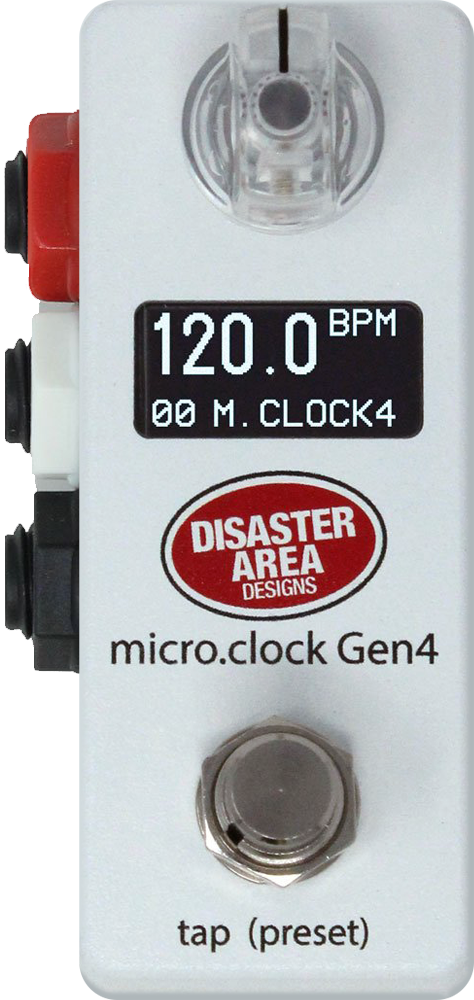 120.0 BPM
00 M.CLOCK4
DISASTER
AREA
DESIGNS
micro.clock Gen4
tap (preset)